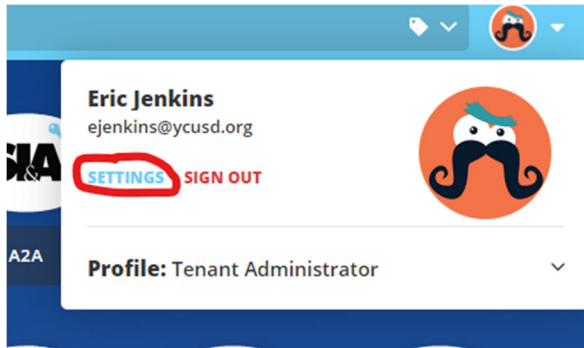 Eric Jenkins
ejenkins@ycusd.org
SETTINGS SIGN OUT
A2A
Profile: Tenant Administrator